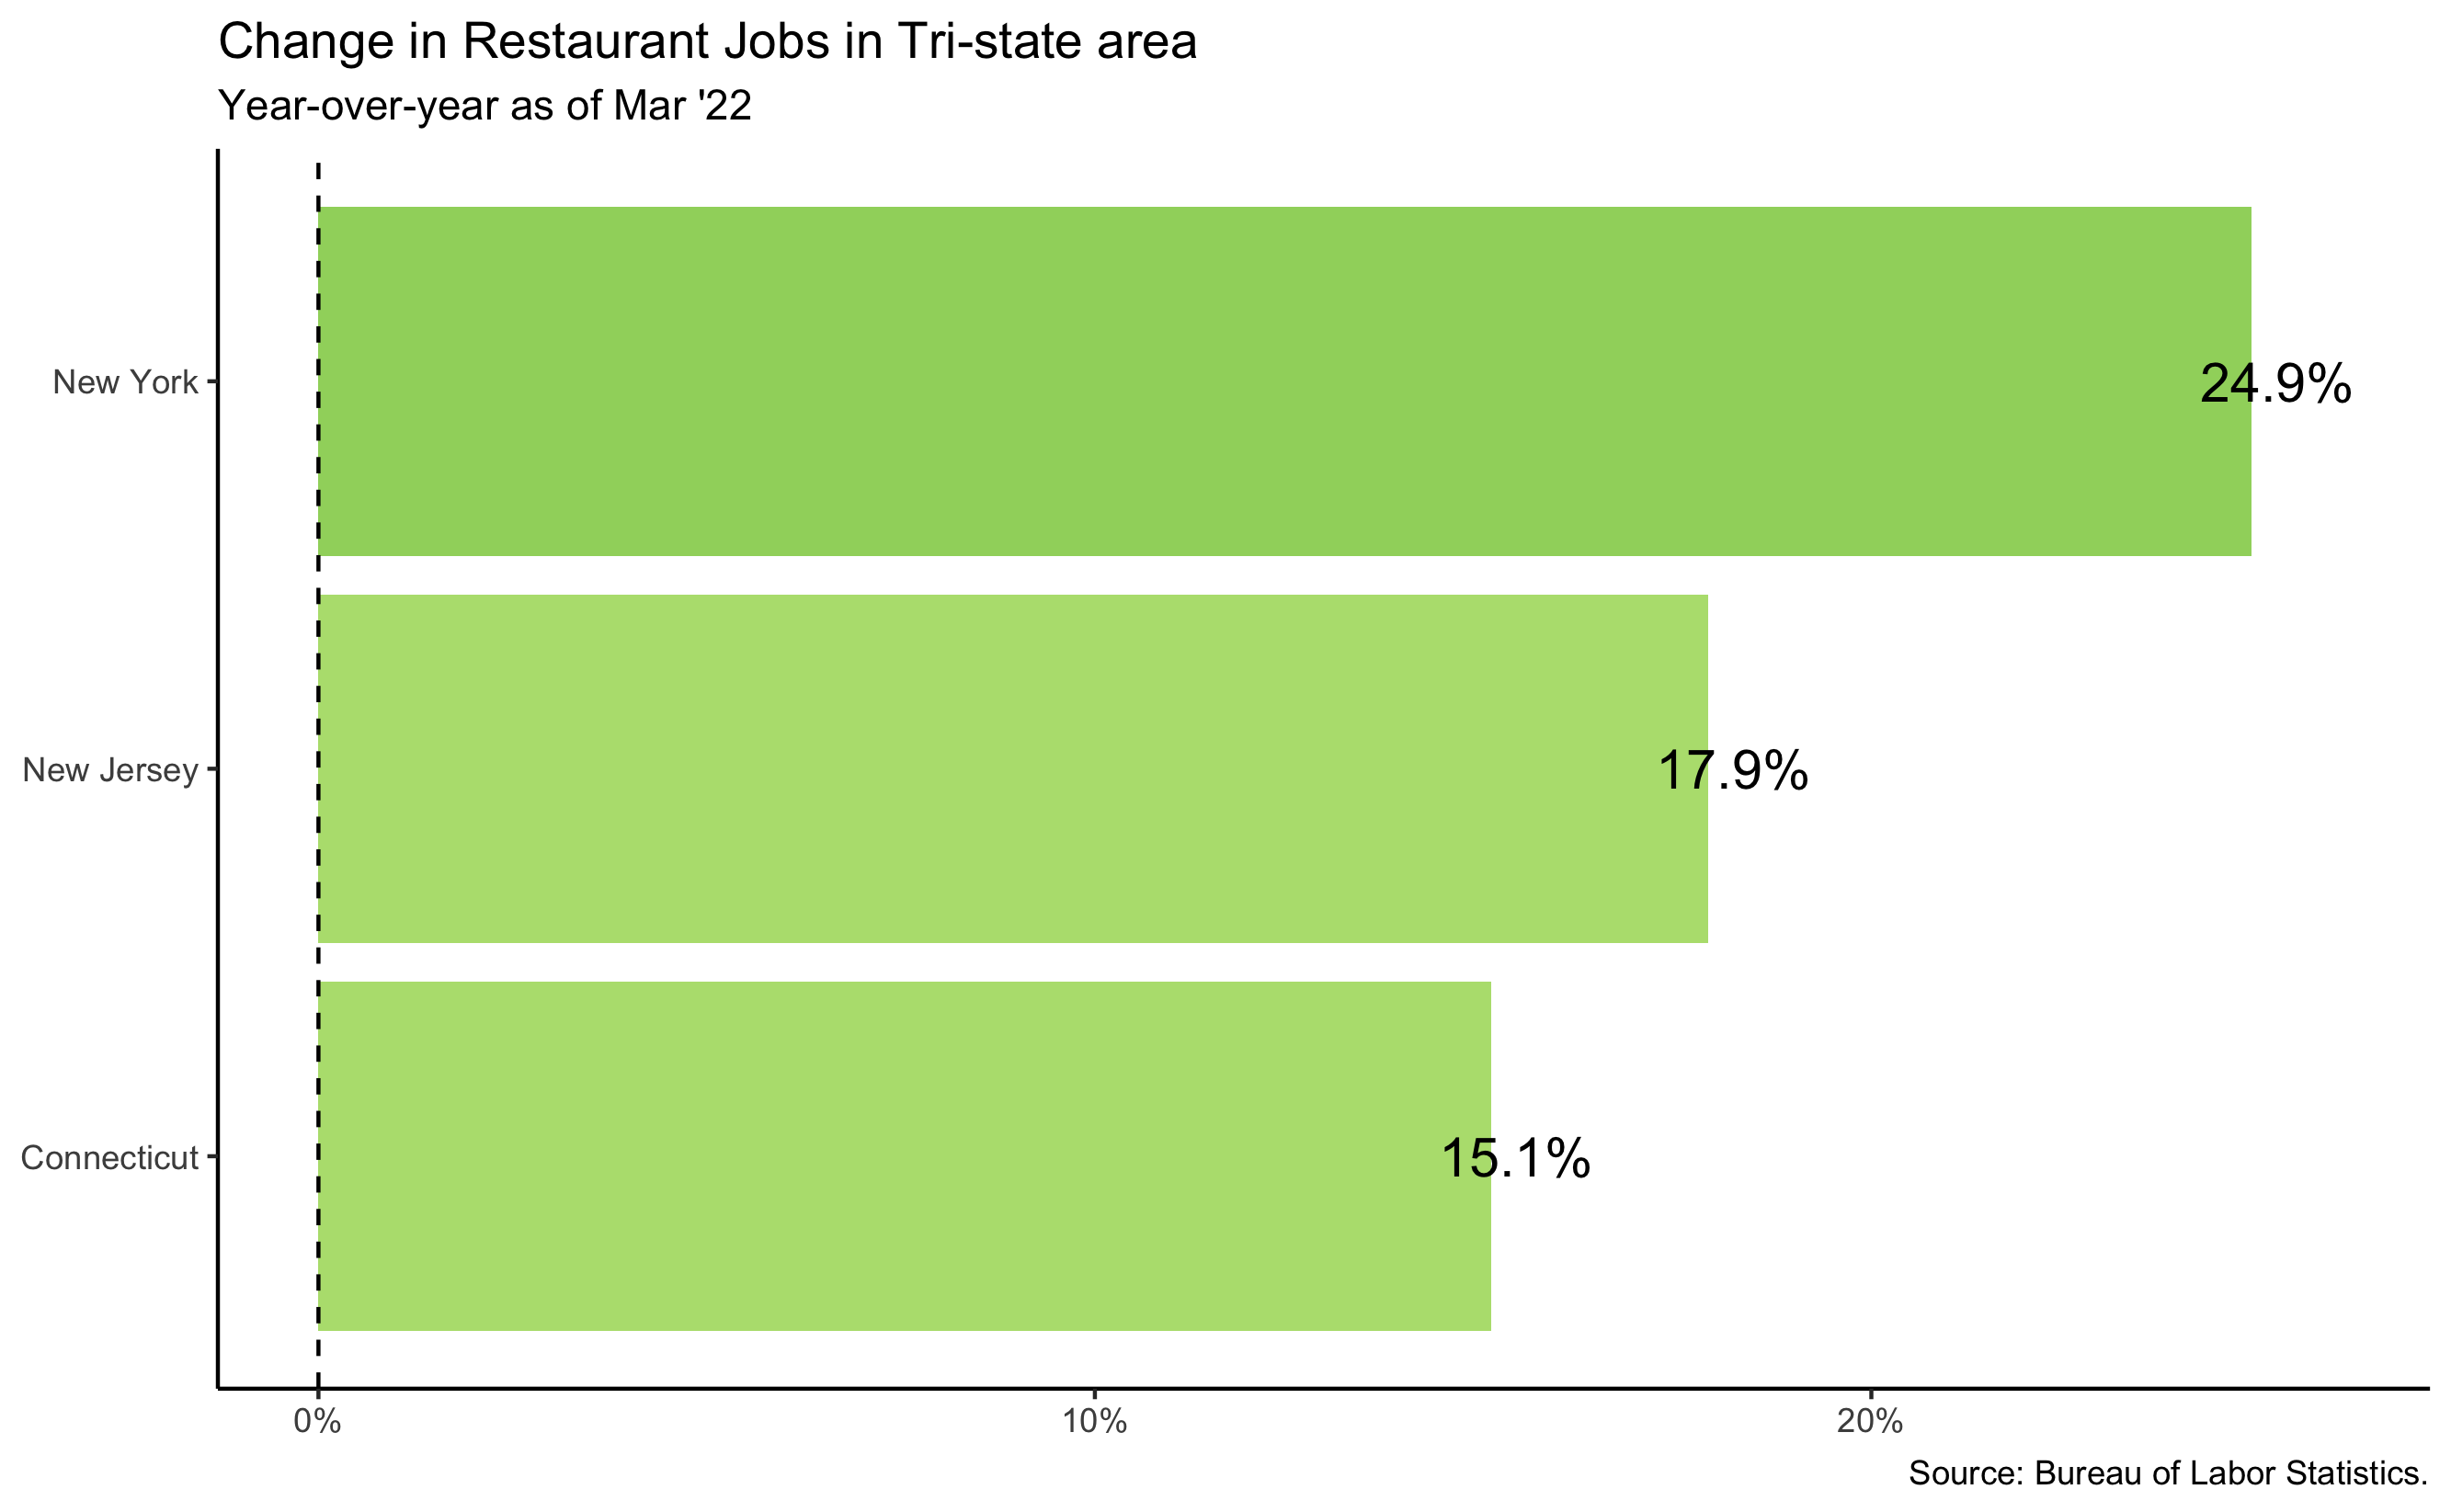 Change in Restaurant Jobs in Tri-state area
Year-over-year as of Mar '22
New York
24.9%
New Jersey
17.9%
Connecticut
15.1%
0% 10% 20%
Source: Bureau of Labor Statistics.